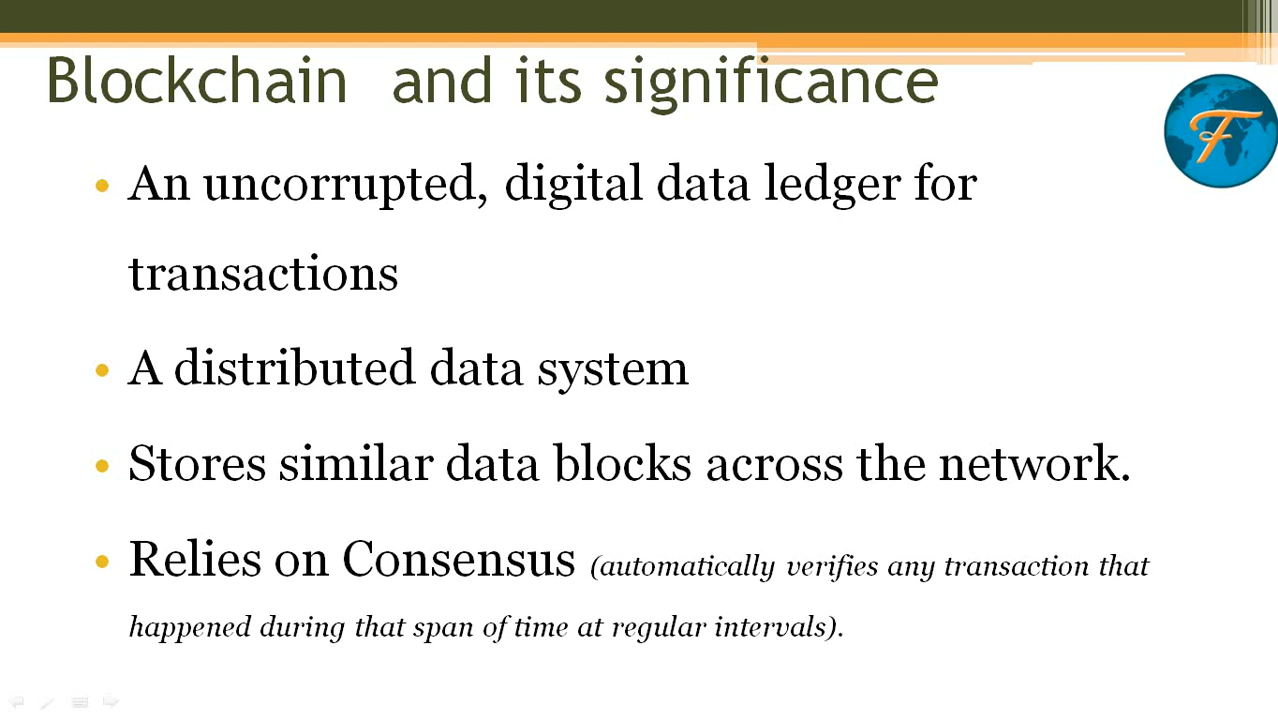 Blockchain  and its significance
• An uncorrupted, digital data ledger for
transactions
• A distributed data system
• Stores similar data blocks across the network.
• Relies on Consensus (automatically verifies any transaction that
happened during that span of time at regular intervals).
F